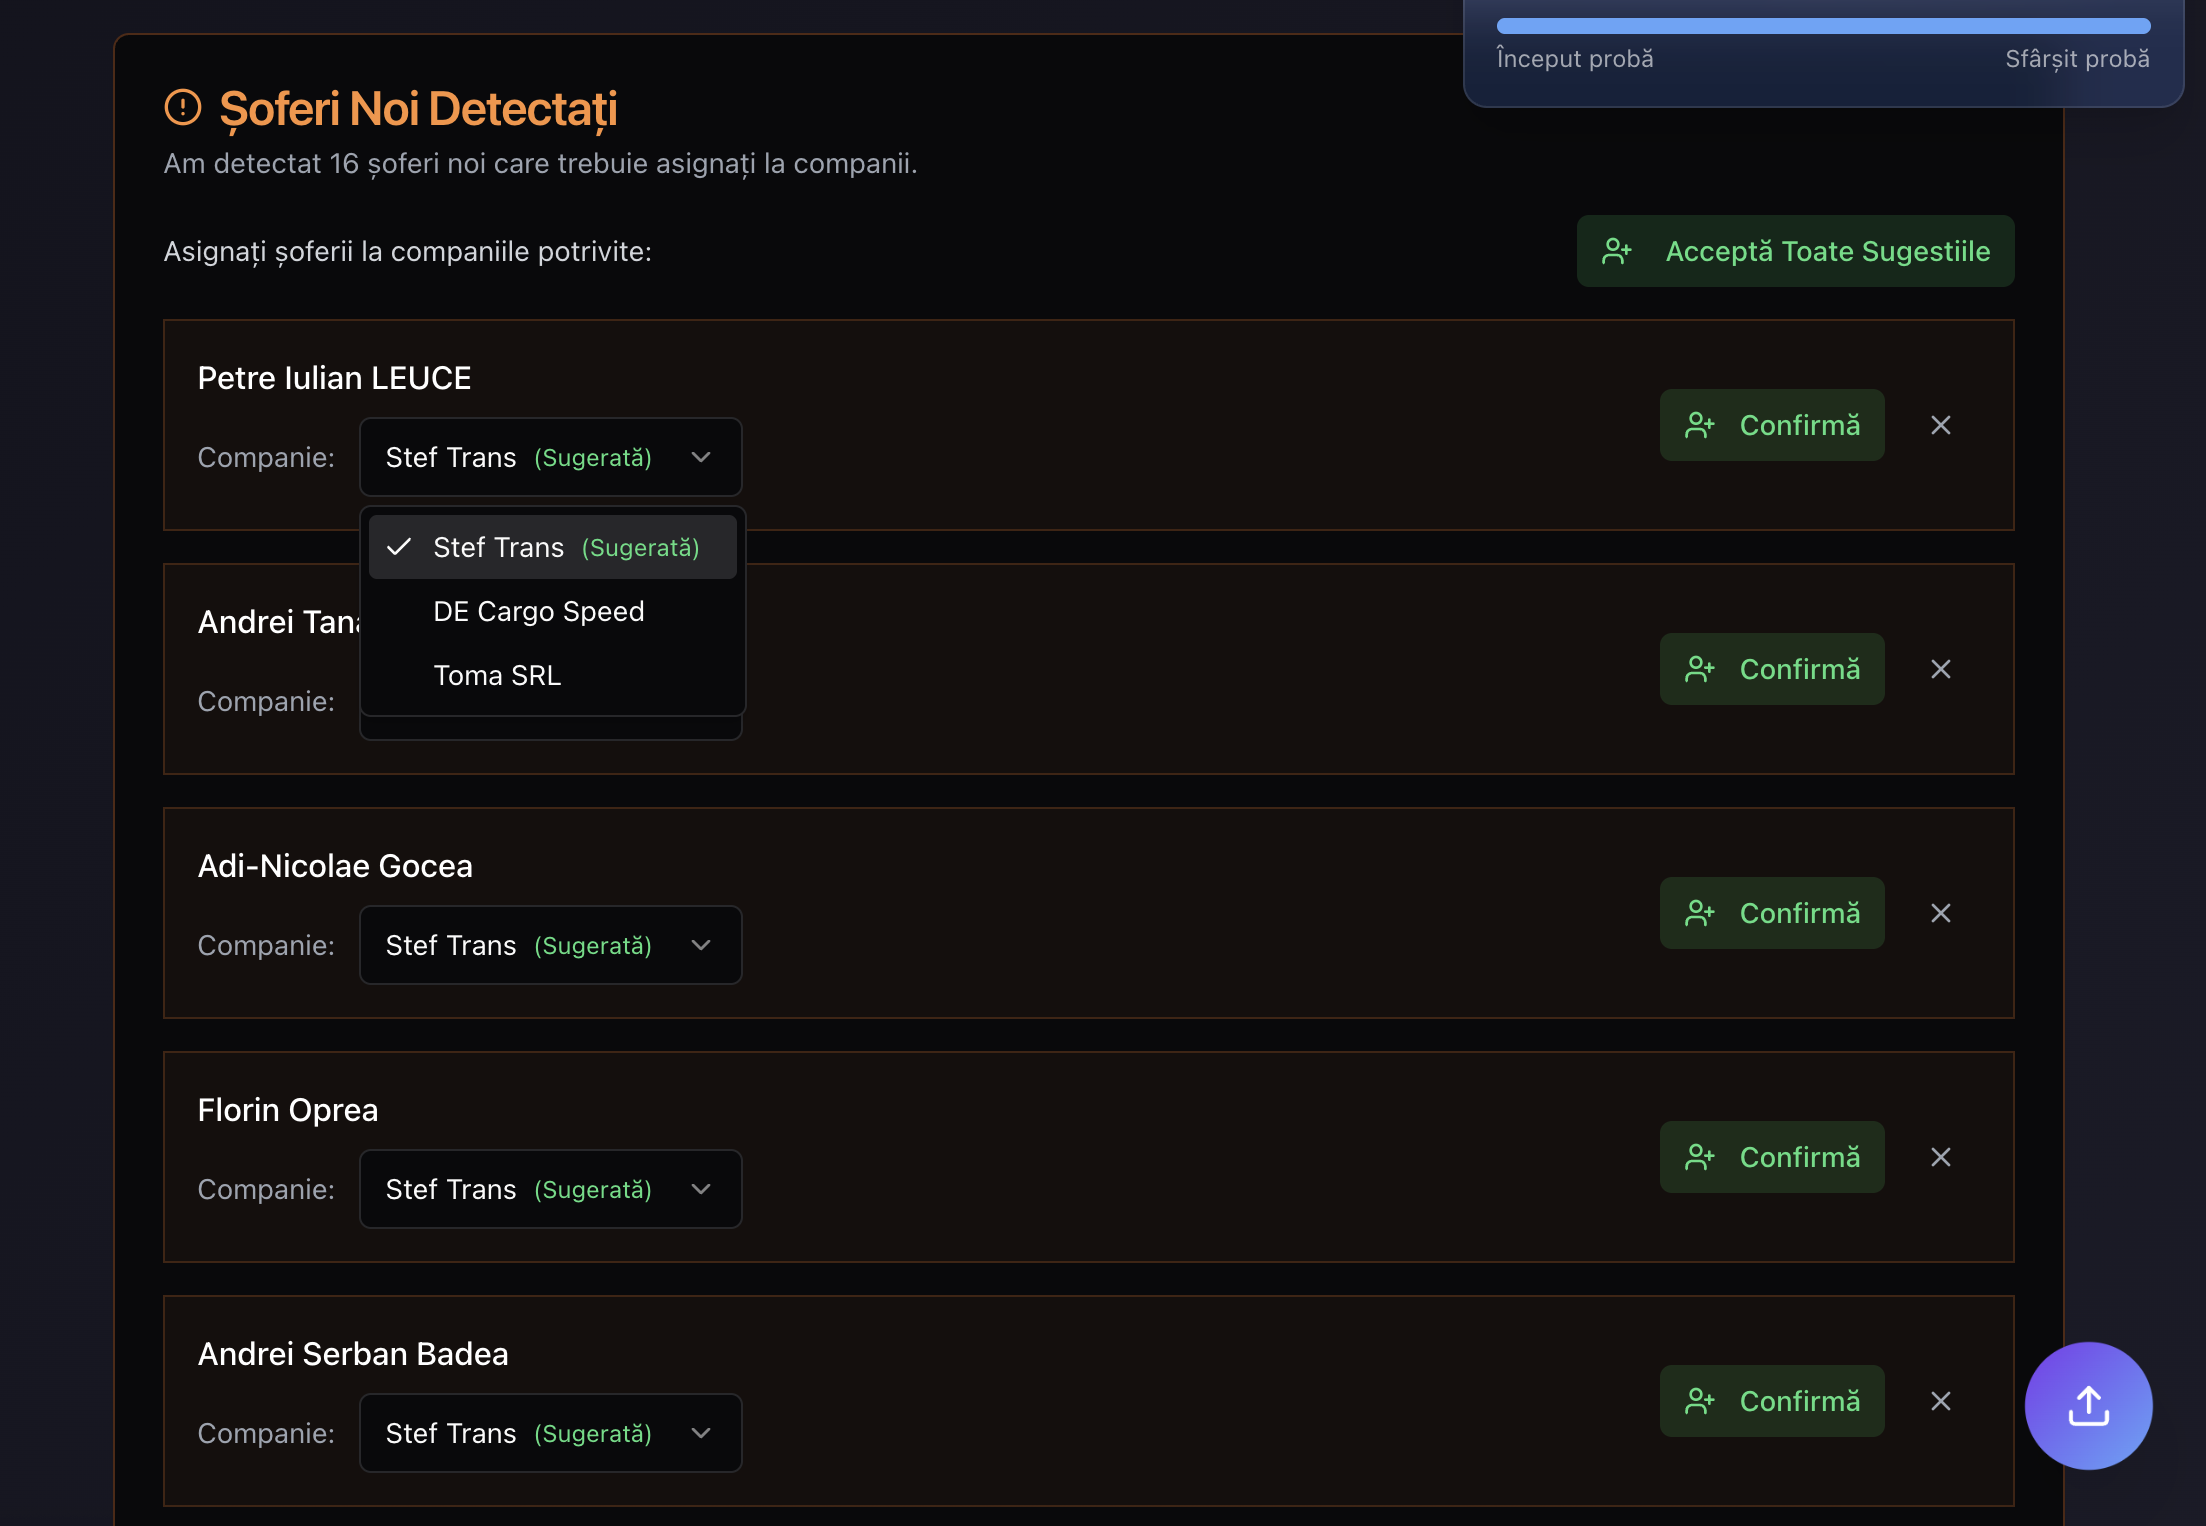 Început probă
Sfârșit probă
Șoferi Noi Detectați
Am detectat 16 șoferi noi care trebuie asignați la companii.
Asignați șoferii la companiile potrivite:
Acceptă Toate Sugestiile
Petre Iulian LEUCE
Companie:
Stef Trans (Sugerată)
Confirmă
Stef Trans (Sugerată)
DE Cargo Speed
Toma SRL
Andrei
Companie:
Confirmă
Adi-Nicolae Gocea
Companie:
Stef Trans (Sugerată)
Confirmă
Florin Oprea
Companie:
Stef Trans (Sugerată)
Confirmă
Andrei Serban Badea
Companie:
Stef Trans (Sugerată)
Confirmă